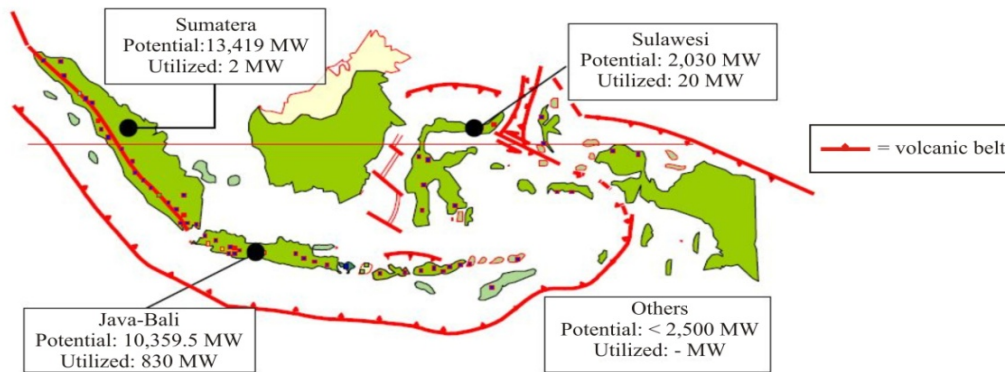 Sumatera
Potential:13,419 MW
Utilized: 2 MW
Sulawesi
Potential: 2,030 MW
Utilized: 20 MW
= volcanic belt
Java-Bali
Potential: 10,359.5 MW
Utilized: 830 MW
Others
Potential: < 2,500 MW
Utilized: - MW